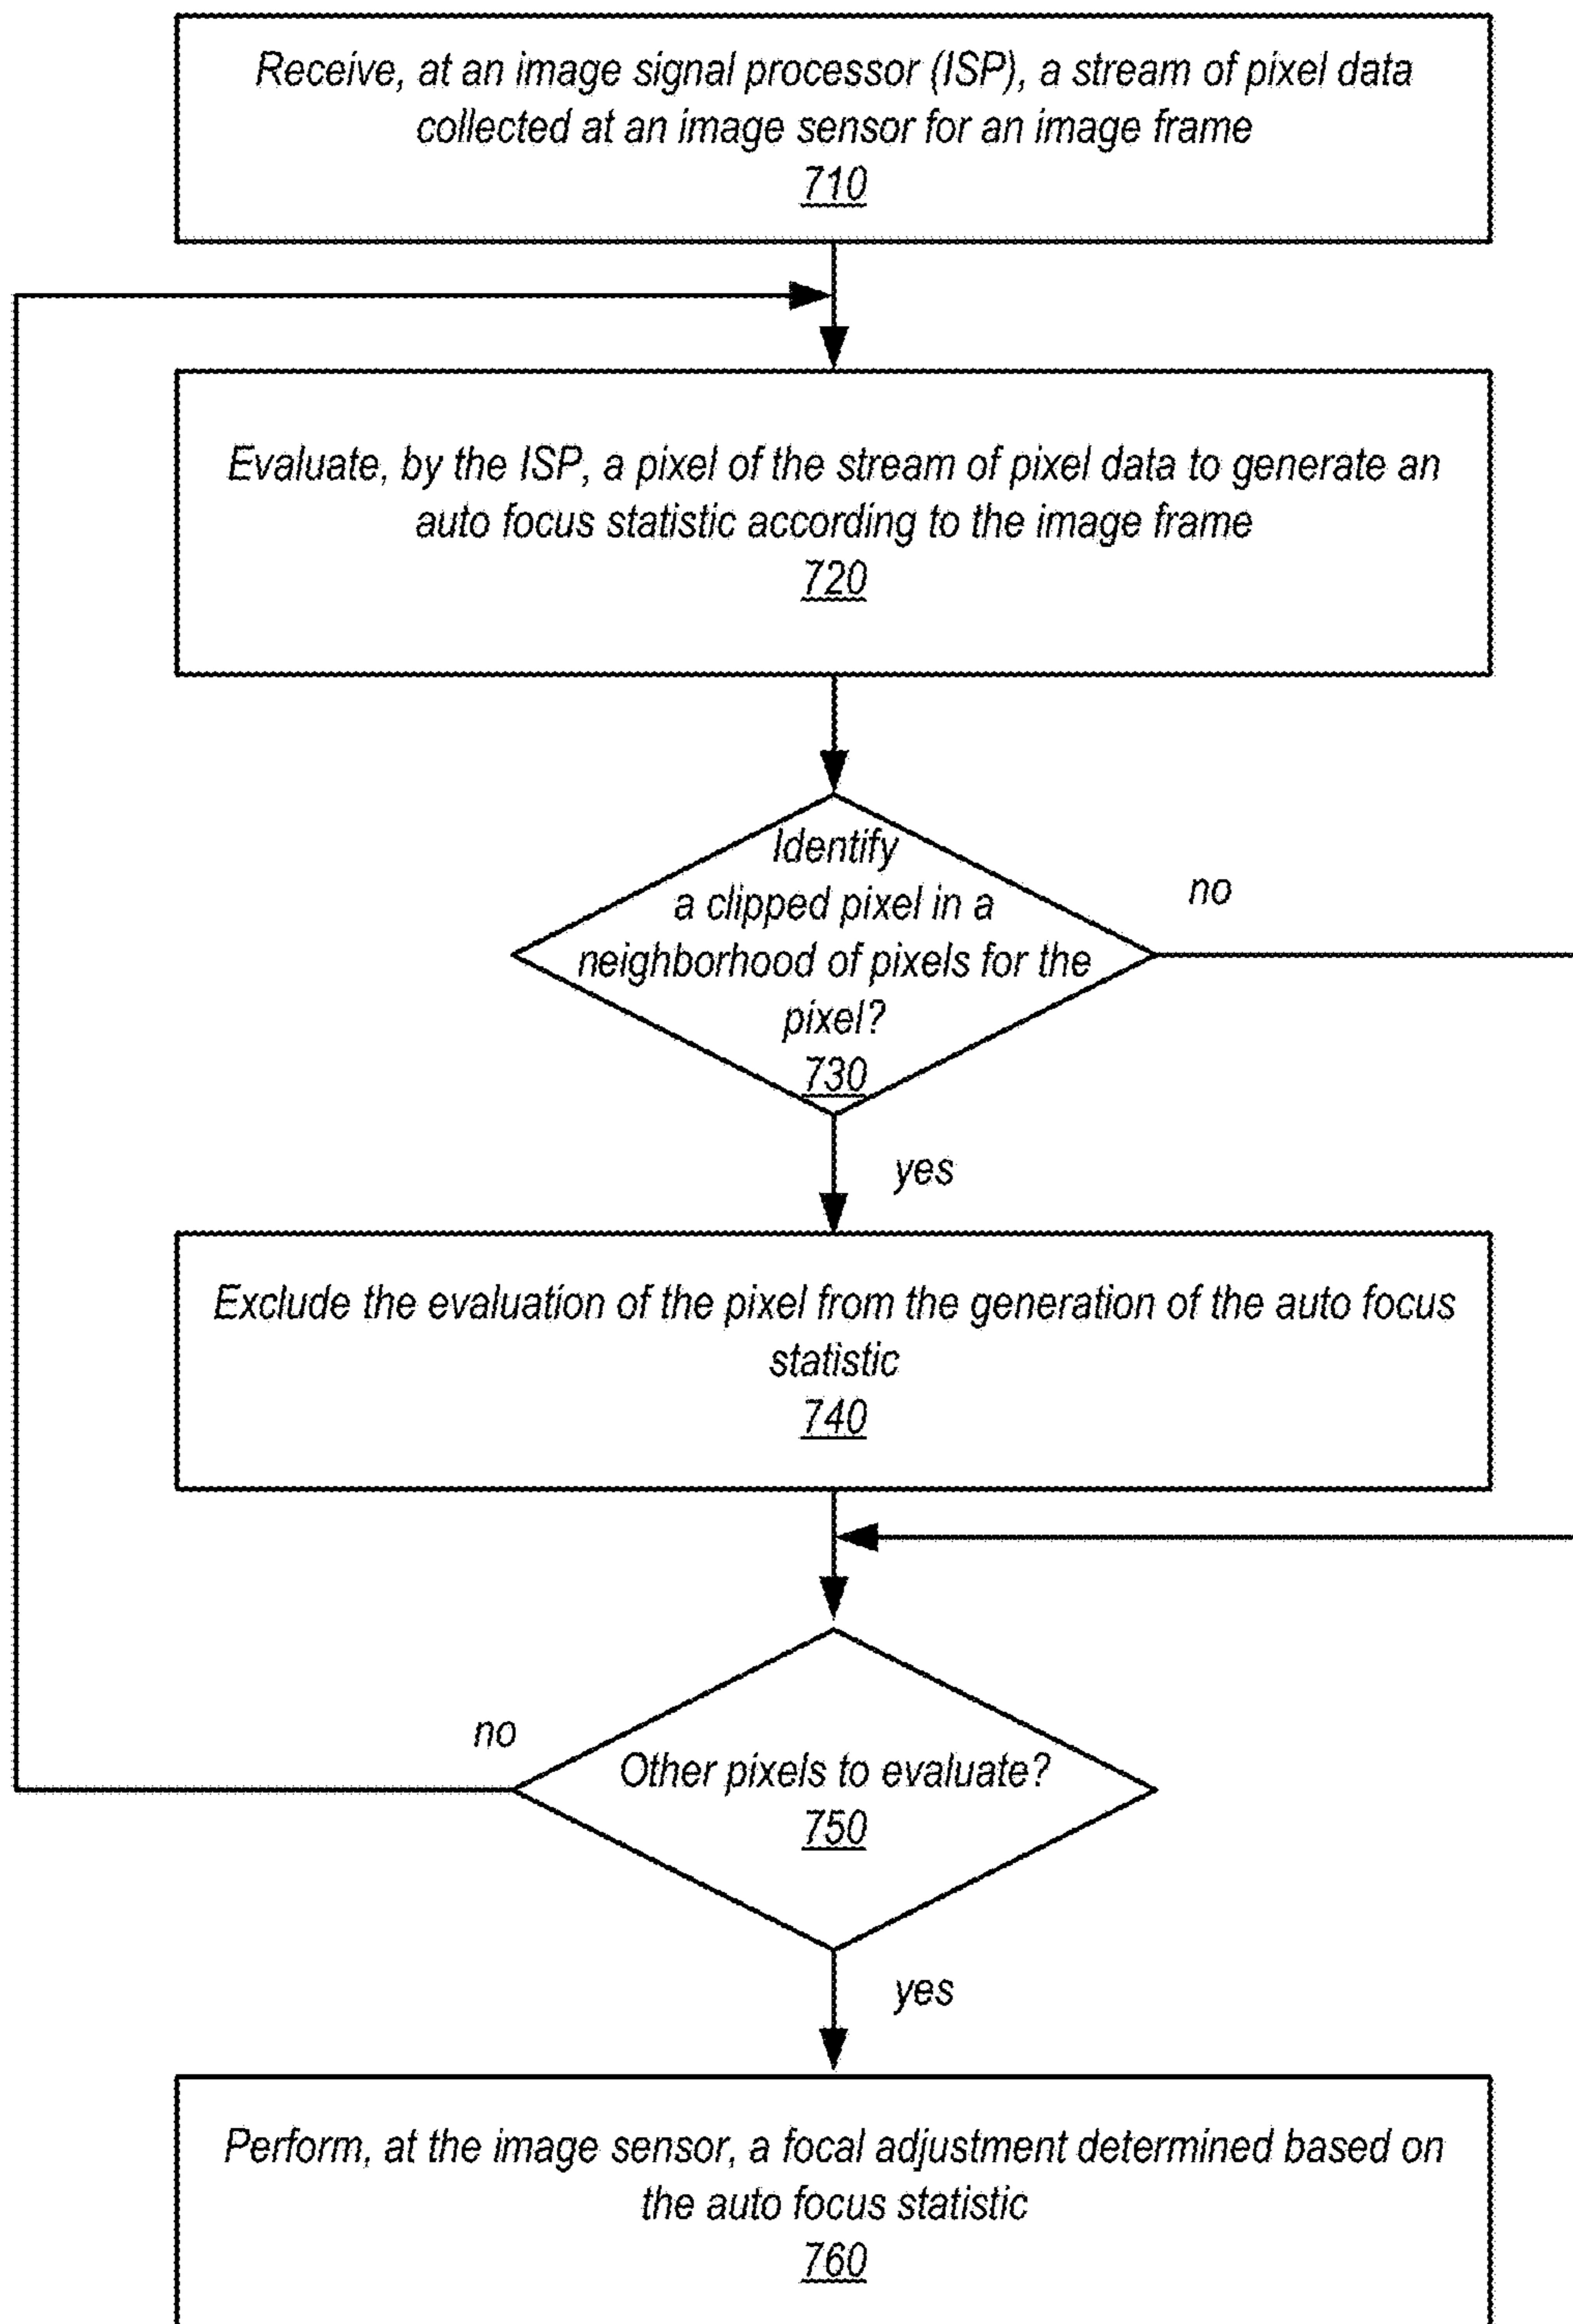 Receive, at an image signal processor (ISP), a stream of pixel data
collected at an image sensor for an image frame
710
Evaluate, by the ISP, a pixel of the stream of pixel data to generate an
auto focus statistic according to the image frame
720
Identify
a clipped pixel in a
neighborhood of pixels for the
pixel?
730
no
yes
Exclude the evaluation of the pixel from the generation of the auto focus
statistic
740
no
Other pixels to evaluate?
750
yes
Perform, at the image sensor, a focal adjustment determined based on
the auto focus statistic
760